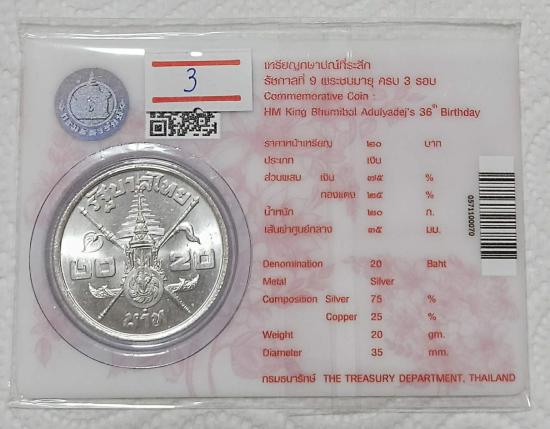 3
เหรียญกษาปณ์ที่ระลึก
รัชกาลที่ 9 พระชนมายุ ครบ 3 รอบ
Commemorative Coin :
HM King Bhumibol Adulyadej's 36th Birthday
ราคาหน้าเหรียญ ๒๐ บาท
ประเภท เงิน
ส่วนผสม เงิน ๗๕ %
ทองแดง ๒๕ %
น้ำหนัก ๒๐ ก.
เส้นผ่าศูนย์กลาง ๓๕ มม.
0571100070
Denomination 20 Baht
Metal Silver
Composition Silver 75 %
Copper 25 %
Weight 20 gm.
Diameter 35 mm.
กรมธนารักษ์ THE TREASURY DEPARTMENT, THAILAND
รัฐบาลไทย
๒๐ ๒๐
บาท